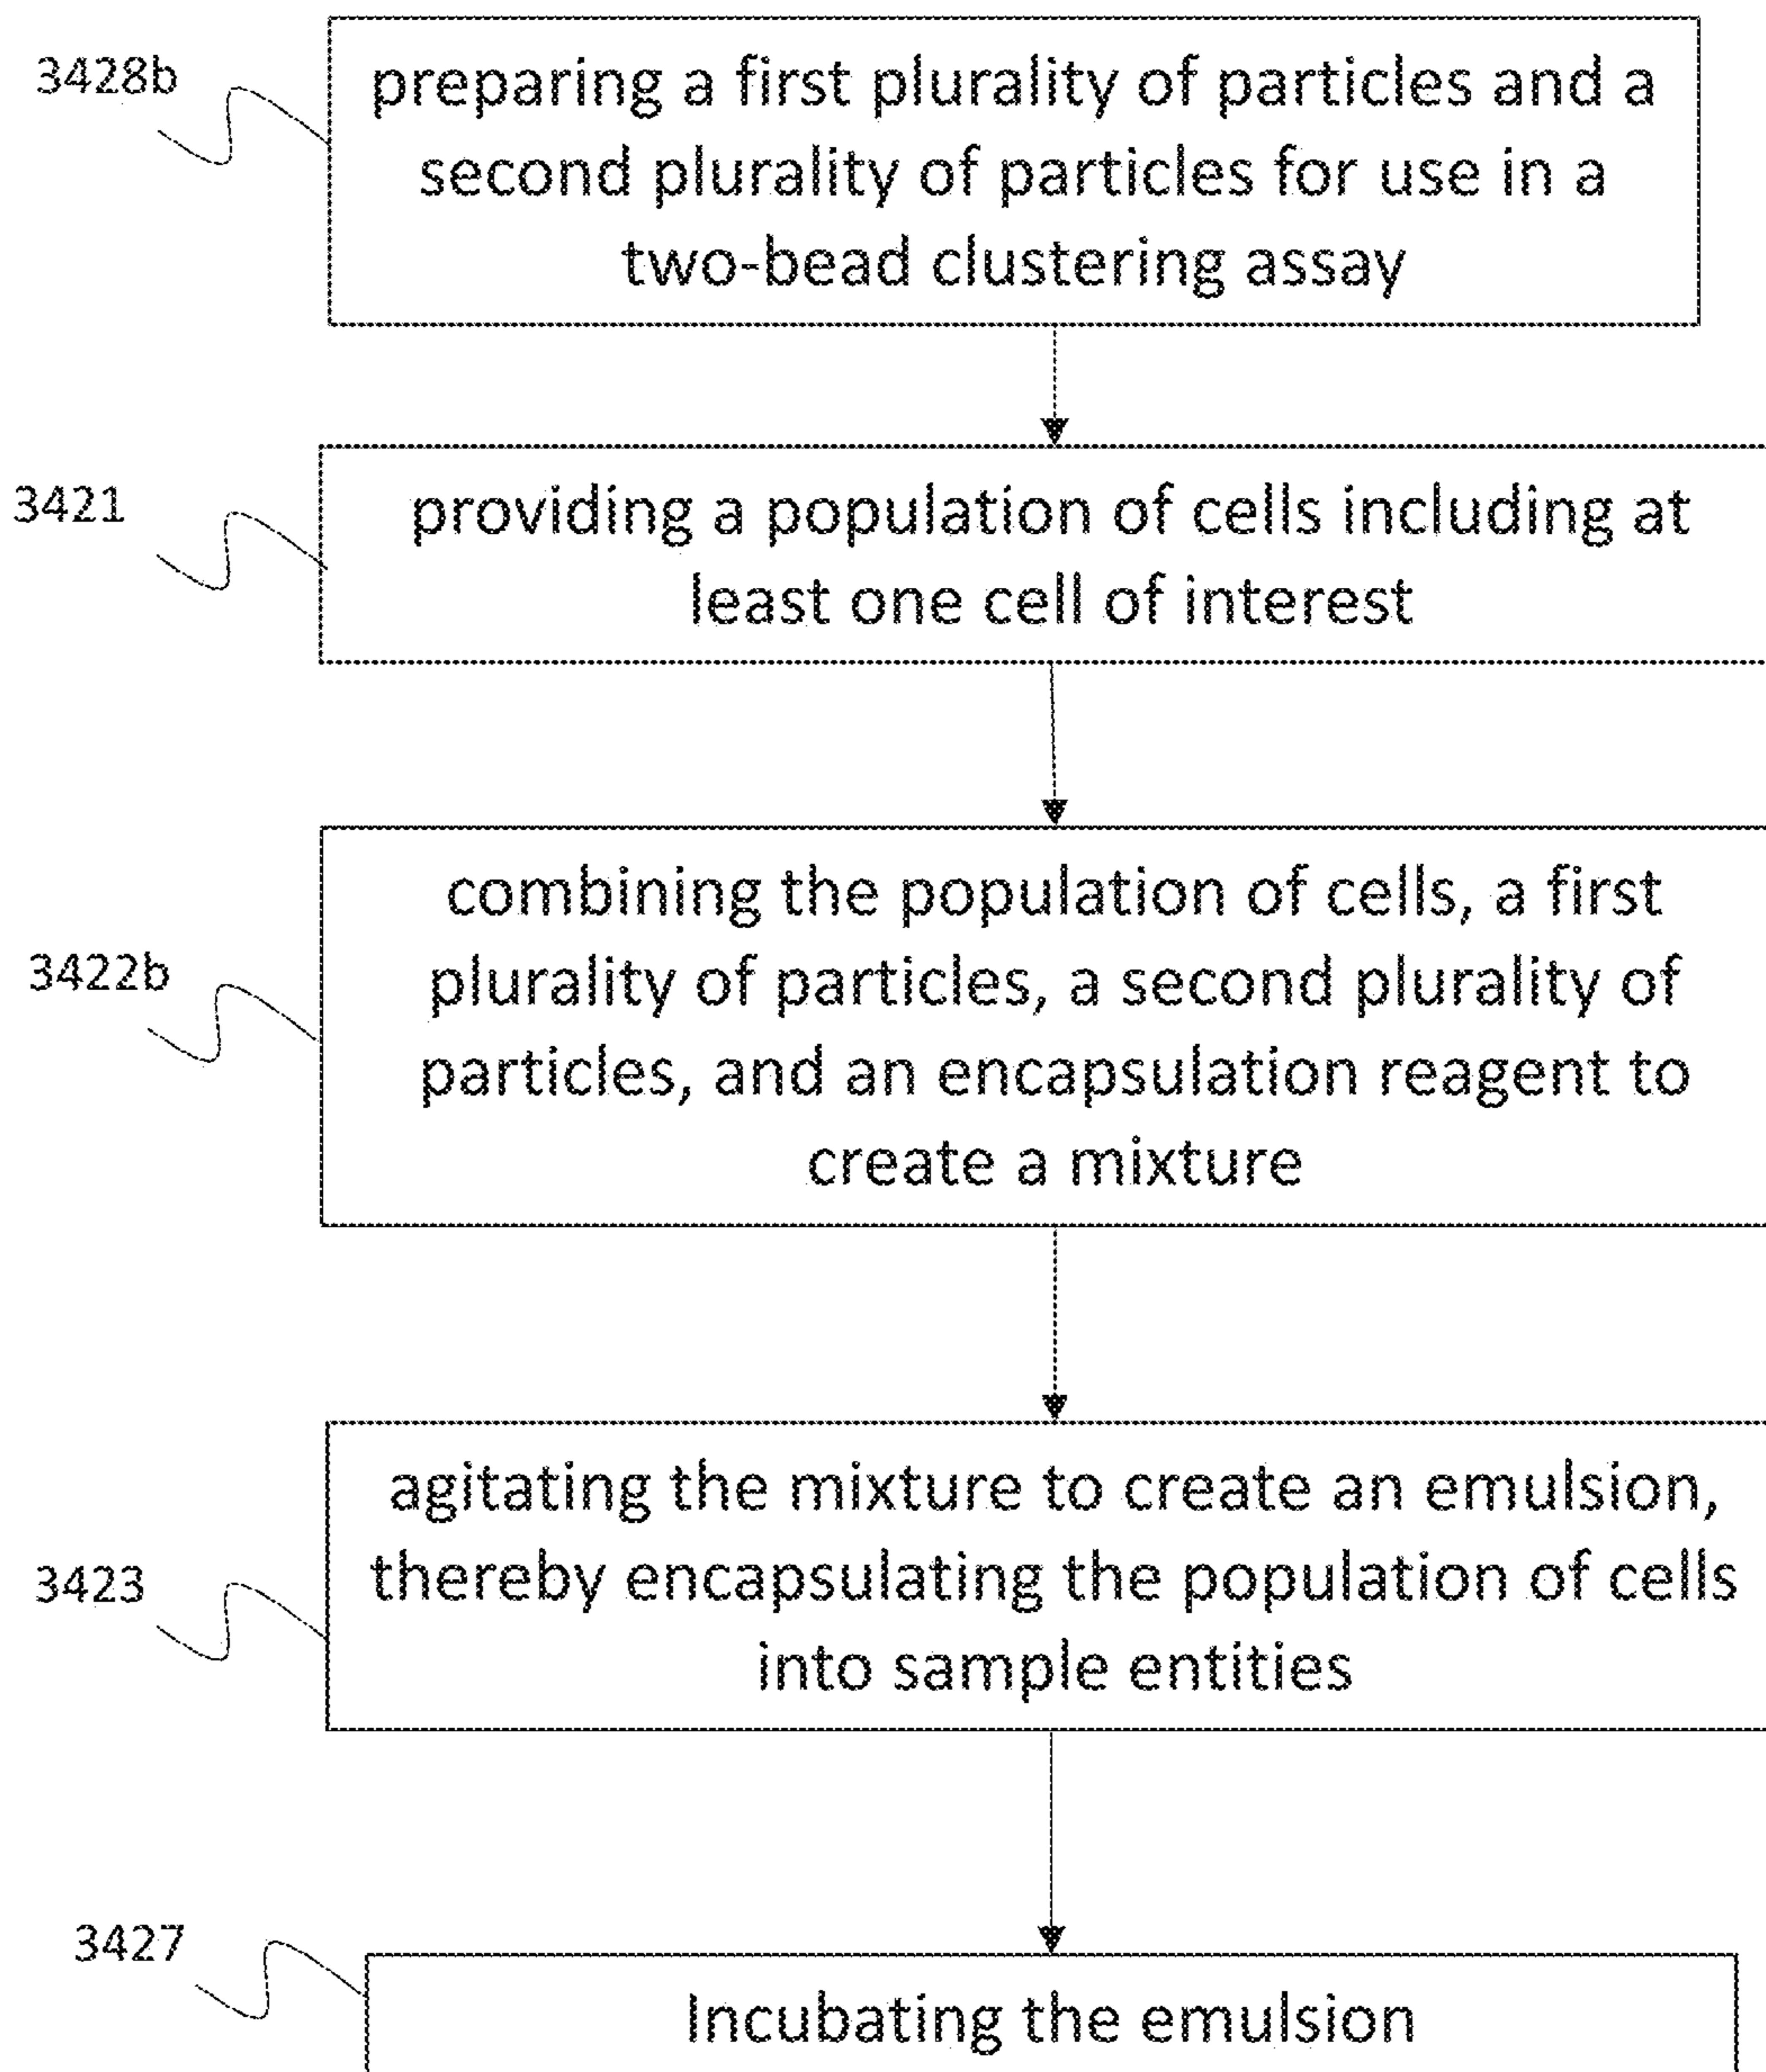 3428b
preparing a first plurality of particles and a
second plurality of particles for use in a
two-bead clustering assay
3421
providing a population of cells including at
least one cell of interest
3422b
combining the population of cells, a first
plurality of particles, a second plurality of
particles, and an encapsulation reagent to
create a mixture
3423
agitating the mixture to create an emulsion,
thereby encapsulating the population of cells
into sample entities
3427
Incubating the emulsion